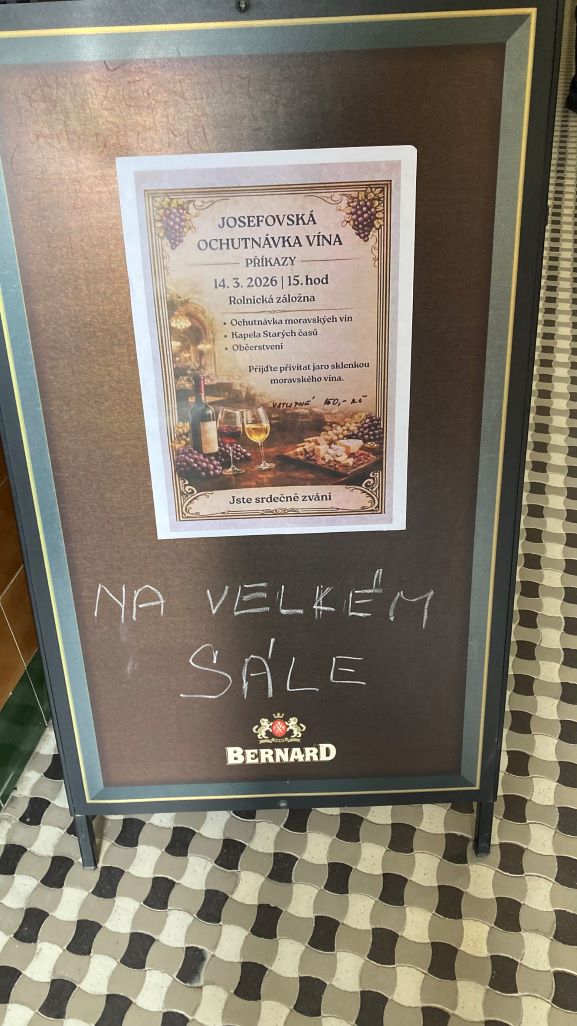 JOSEFOVSKÁ
OCHUTNÁVKA VÍNA
PŘÍKAZY
14. 3. 2026 | 15. hod
Rolnická záložna
• Ochutnávka moravských vín
• Kapela Starých časů
• Občerstvení
Přijďte přivítat jaro sklenkou
moravského vína.
VSTUPNÉ 150,- Kč
Jste srdečně zváni
NA VELKÉM
SÁLE
BERNARD